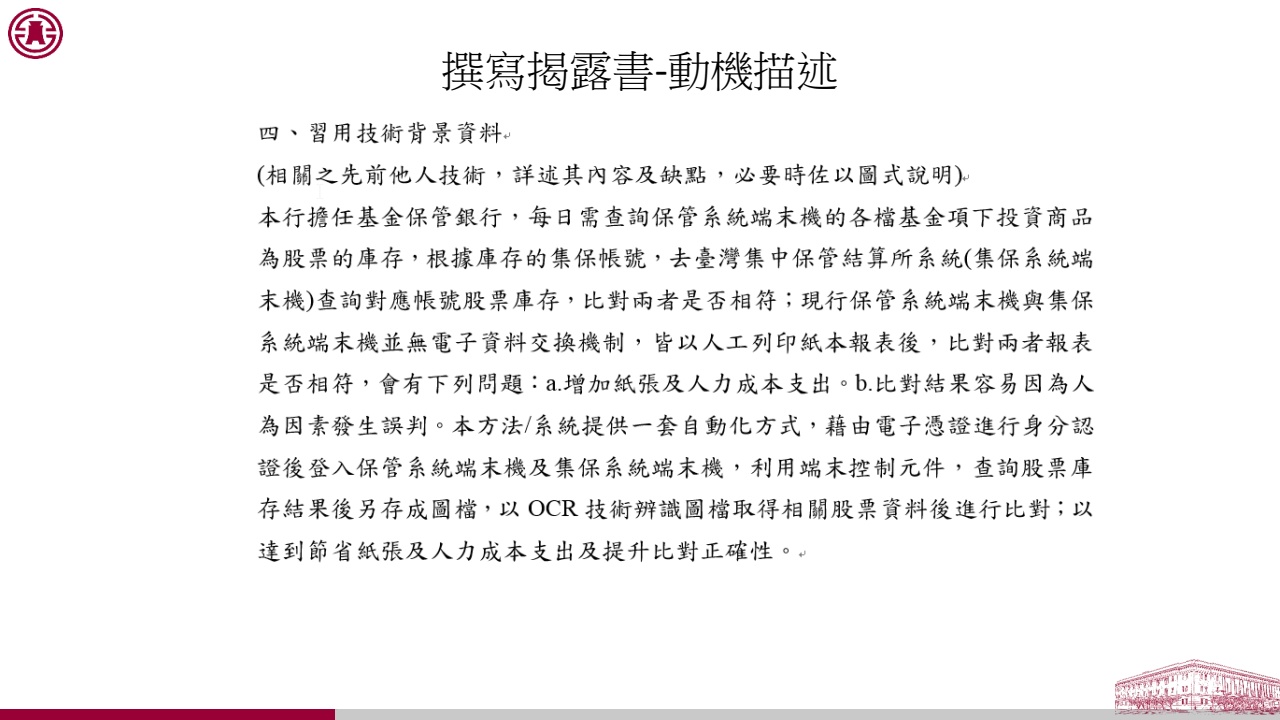 撰寫揭露書-動機描述
四、習用技術背景資料
(相關之先前他人技術，詳述其內容及缺點，必要時佐以圖式說明)
本行擔任基金保管銀行，每日需查詢保管系統端末機的各檔基金項下投資商品
為股票的庫存，根據庫存的集保帳號，去臺灣集中保管結算所系統(集保系統端
末機)查詢對應帳號股票庫存，比對兩者是否相符；現行保管系統端末機與集保
系統端末機並無電子資料交換機制，皆以人工列印紙本報表後，比對兩者報表
是否相符，會有下列問題：a.增加紙張及人力成本支出。b.比對結果容易因為人
為因素發生誤判。本方法/系統提供一套自動化方式，藉由電子憑證進行身分認
證後登入保管系統端末機及集保系統端末機，利用端末控制元件，查詢股票庫
存結果後另存成圖檔，以 OCR 技術辨識圖檔取得相關股票資料後進行比對；以
達到節省紙張及人力成本支出及提升比對正確性。